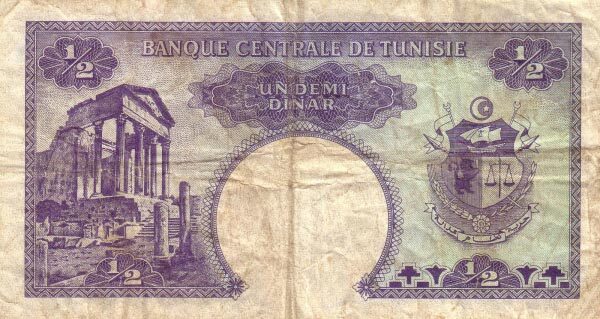 1/2
BANQUE CENTRALE DE TUNISIE
1/2
UN DEMI
DINAR
1/2
1/2